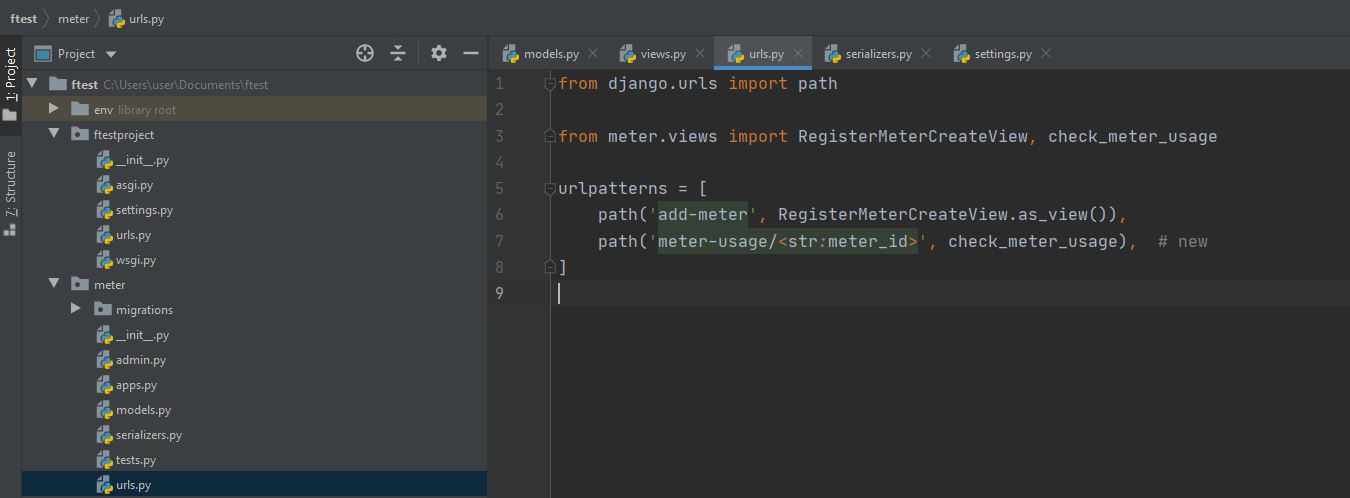 ftest meter urls.py
1: Project
7: Structure
Project
ftest C:\Users\user\Documents\ftest
env library root
ftestproject
__init__.py
asgi.py
settings.py
urls.py
wsgi.py
meter
migrations
__init__.py
admin.py
apps.py
models.py
serializers.py
tests.py
urls.py
models.py views.py urls.py serializers.py settings.py
1 from django.urls import path
2
3 from meter.views import RegisterMeterCreateView, check_meter_usage
4
5 urlpatterns = [
6     path('add-meter', RegisterMeterCreateView.as_view()),
7     path('meter-usage/<str:meter_id>', check_meter_usage),  # new
8 ]
9